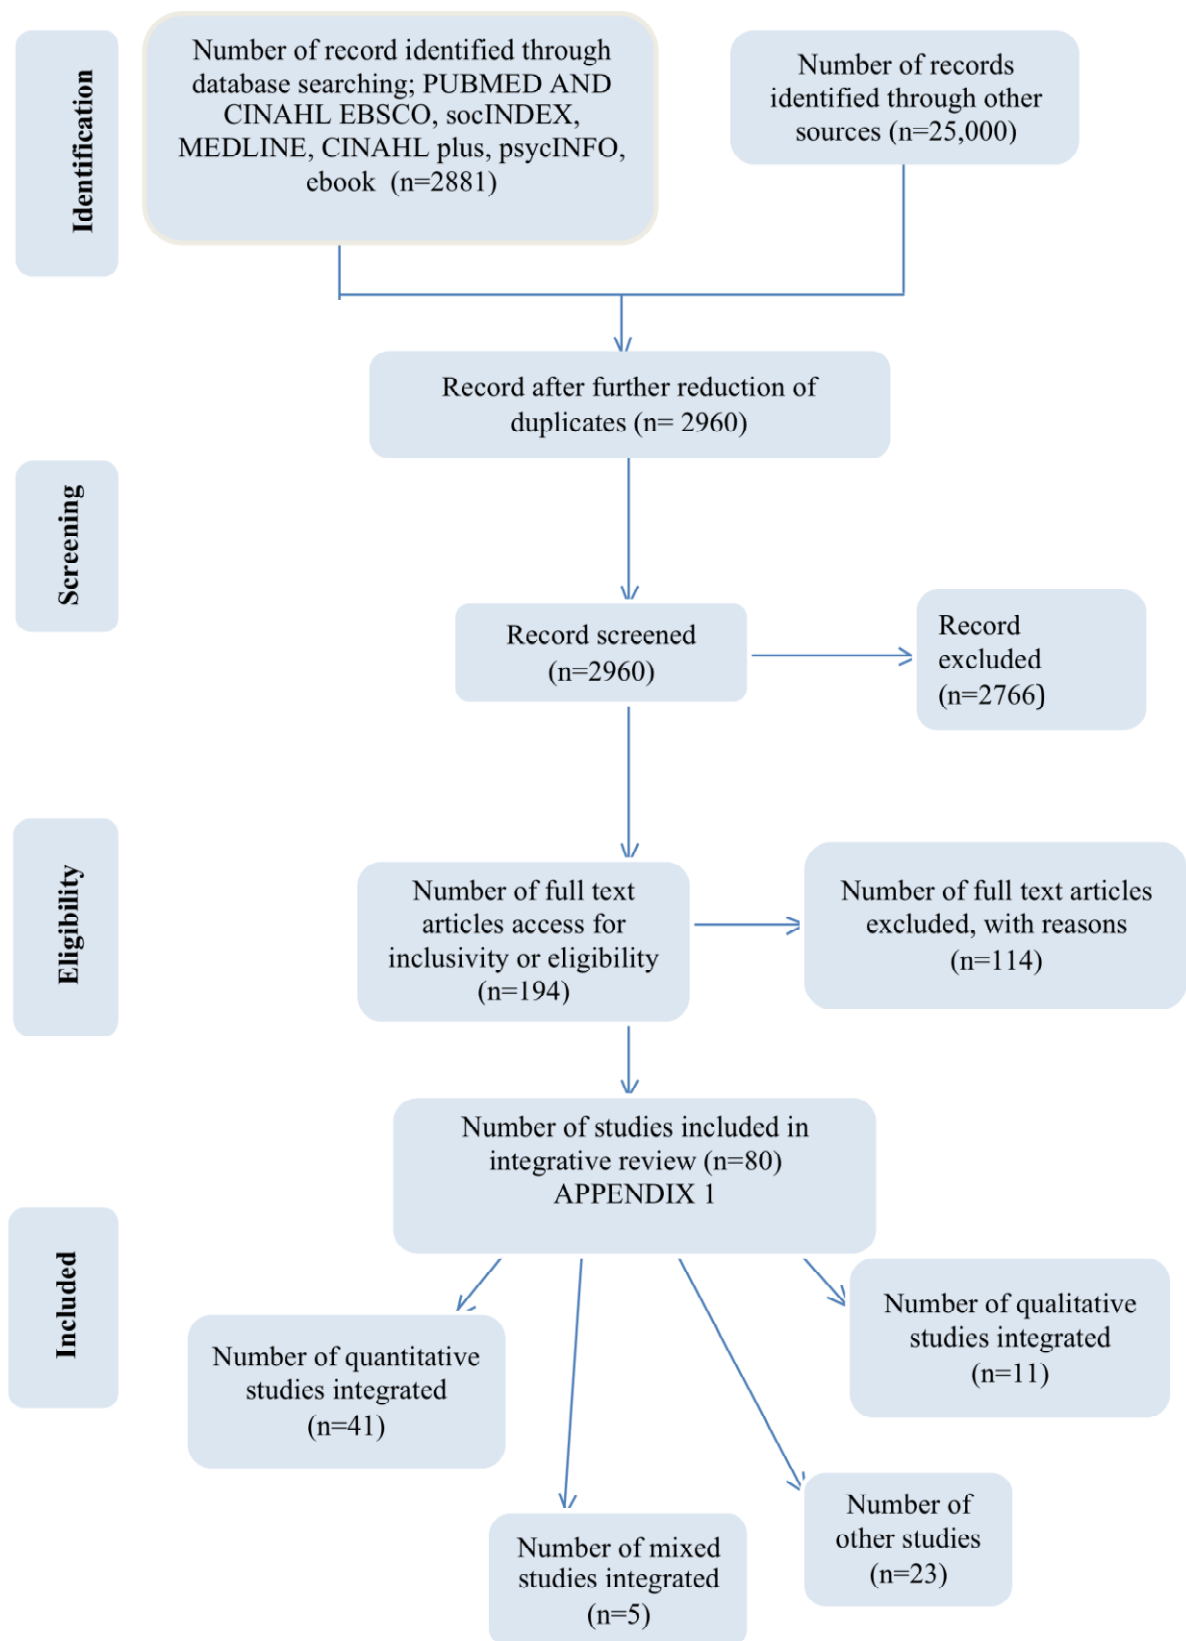 Identification
Number of record identified through
database searching; PUBMED AND
CINAHL EBSCO, socINDEX,
MEDLINE, CINAHL plus, psycINFO,
ebook (n=2881)
Number of records
identified through other
sources (n=25,000)
Record after further reduction of
duplicates (n= 2960)
Screening
Record screened
(n=2960)
Record
excluded
(n=2766)
Eligibility
Number of full text
articles access for
inclusivity or eligibility
(n=194)
Number of full text articles
excluded, with reasons
(n=114)
Number of studies included in
integrative review (n=80)
APPENDIX 1
Included
Number of quantitative
studies integrated
(n=41)
Number of mixed
studies integrated
(n=5)
Number of
other studies
(n=23)
Number of qualitative
studies integrated
(n=11)